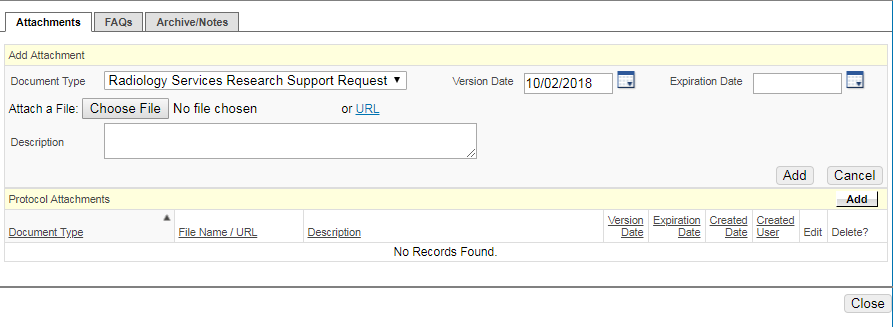 Attachments FAQs Archive/Notes
Add Attachment
Document Type Radiology Services Research Support Request Version Date 10/02/2018 Expiration Date
Attach a File: Choose File No file chosen or URL
Description
Add Cancel
Protocol Attachments Add
Document Type File Name / URL Description Version Date Expiration Date Created Date Created User Edit Delete?
No Records Found.
Close